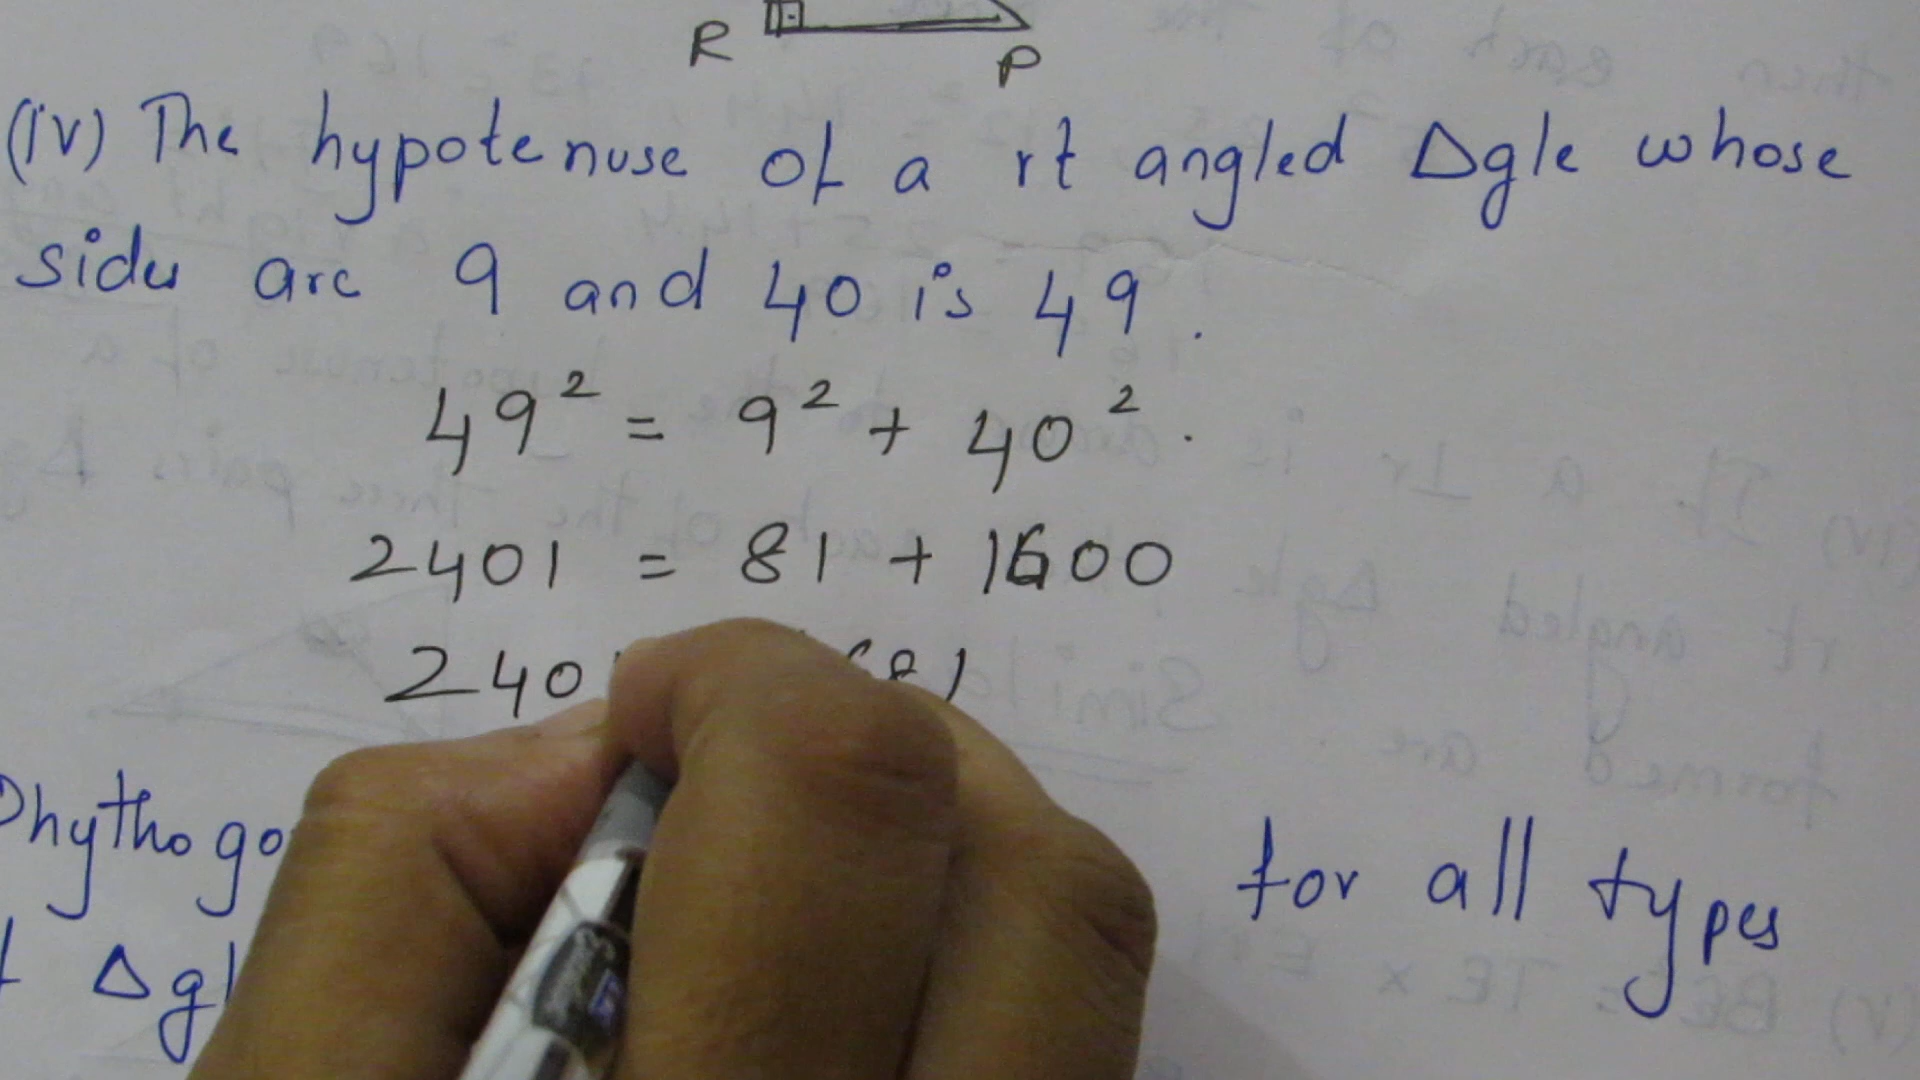 R P
(iv) The hypotenuse of a rt angled Δgle whose
sides are 9 and 40 is 49.
49² = 9² + 40².
2401 = 81 + 1600
240 681
for all types
Δgl